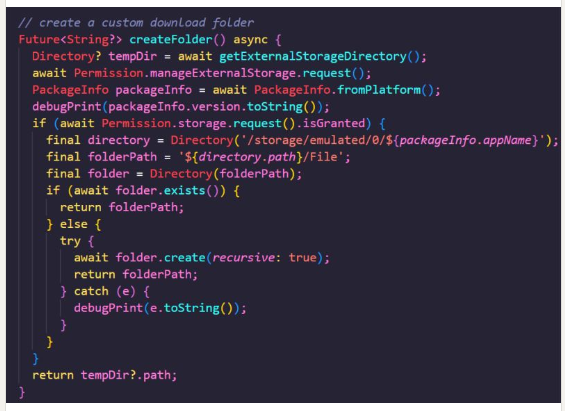 // create a custom download folder
Future<String?> createFolder() async {
  Directory? tempDir = await getExternalStorageDirectory();
  await Permission.manageExternalStorage.request();
  PackageInfo packageInfo = await PackageInfo.fromPlatform();
  debugPrint(packageInfo.version.toString());
  if (await Permission.storage.request().isGranted) {
    final directory = Directory('/storage/emulated/0/${packageInfo.appName}');
    final folderPath = '${directory.path}/File';
    final folder = Directory(folderPath);
    if (await folder.exists()) {
      return folderPath;
    } else {
      try {
        await folder.create(recursive: true);
        return folderPath;
      } catch (e) {
        debugPrint(e.toString());
      }
    }
  }
  return tempDir?.path;
}